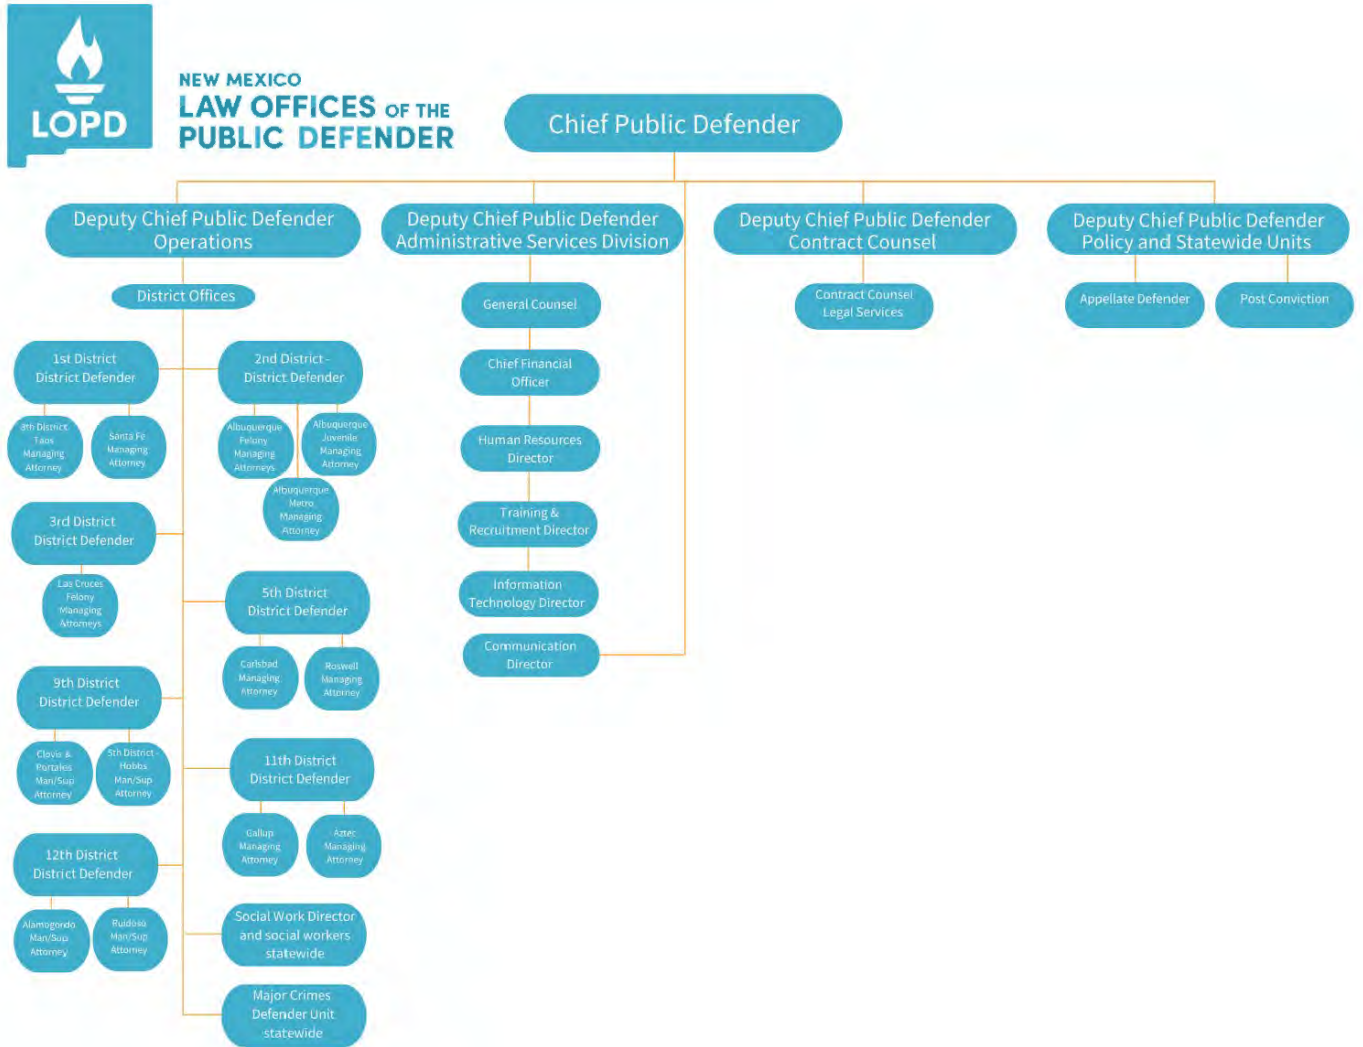 LOPD
NEW MEXICO
LAW OFFICES OF THE
PUBLIC DEFENDER
Chief Public Defender
Deputy Chief Public Defender
Operations
Deputy Chief Public Defender
Administrative Services Division
Deputy Chief Public Defender
Contract Counsel
Deputy Chief Public Defender
Policy and Statewide Units
District Offices
General Counsel
Chief Financial
Officer
Human Resources
Director
Training &
Recruitment Director
Information
Technology Director
Communication
Director
Contract Counsel
Legal Services
Appellate Defender
Post Conviction
1st District
District Defender
8th District
Taos
Managing
Attorney
Santa Fe
Managing
Attorney
2nd District -
District Defender
Albuquerque
Felony
Managing
Attorneys
Albuquerque
Juvenile
Managing
Attorney
Albuquerque
Metro
Managing
Attorney
3rd District
District Defender
Las Cruces
Felony
Managing
Attorneys
5th District
District Defender
Carlsbad
Managing
Attorney
Roswell
Managing
Attorney
9th District
District Defender
Clovis &
Portales
Man/Sup
Attorney
5th District -
Hobbs
Man/Sup
Attorney
11th District
District Defender
Gallup
Managing
Attorney
Aztec
Managing
Attorney
12th District
District Defender
Alamogordo
Man/Sup
Attorney
Ruidoso
Man/Sup
Attorney
Social Work Director
and social workers
statewide
Major Crimes
Defender Unit
statewide